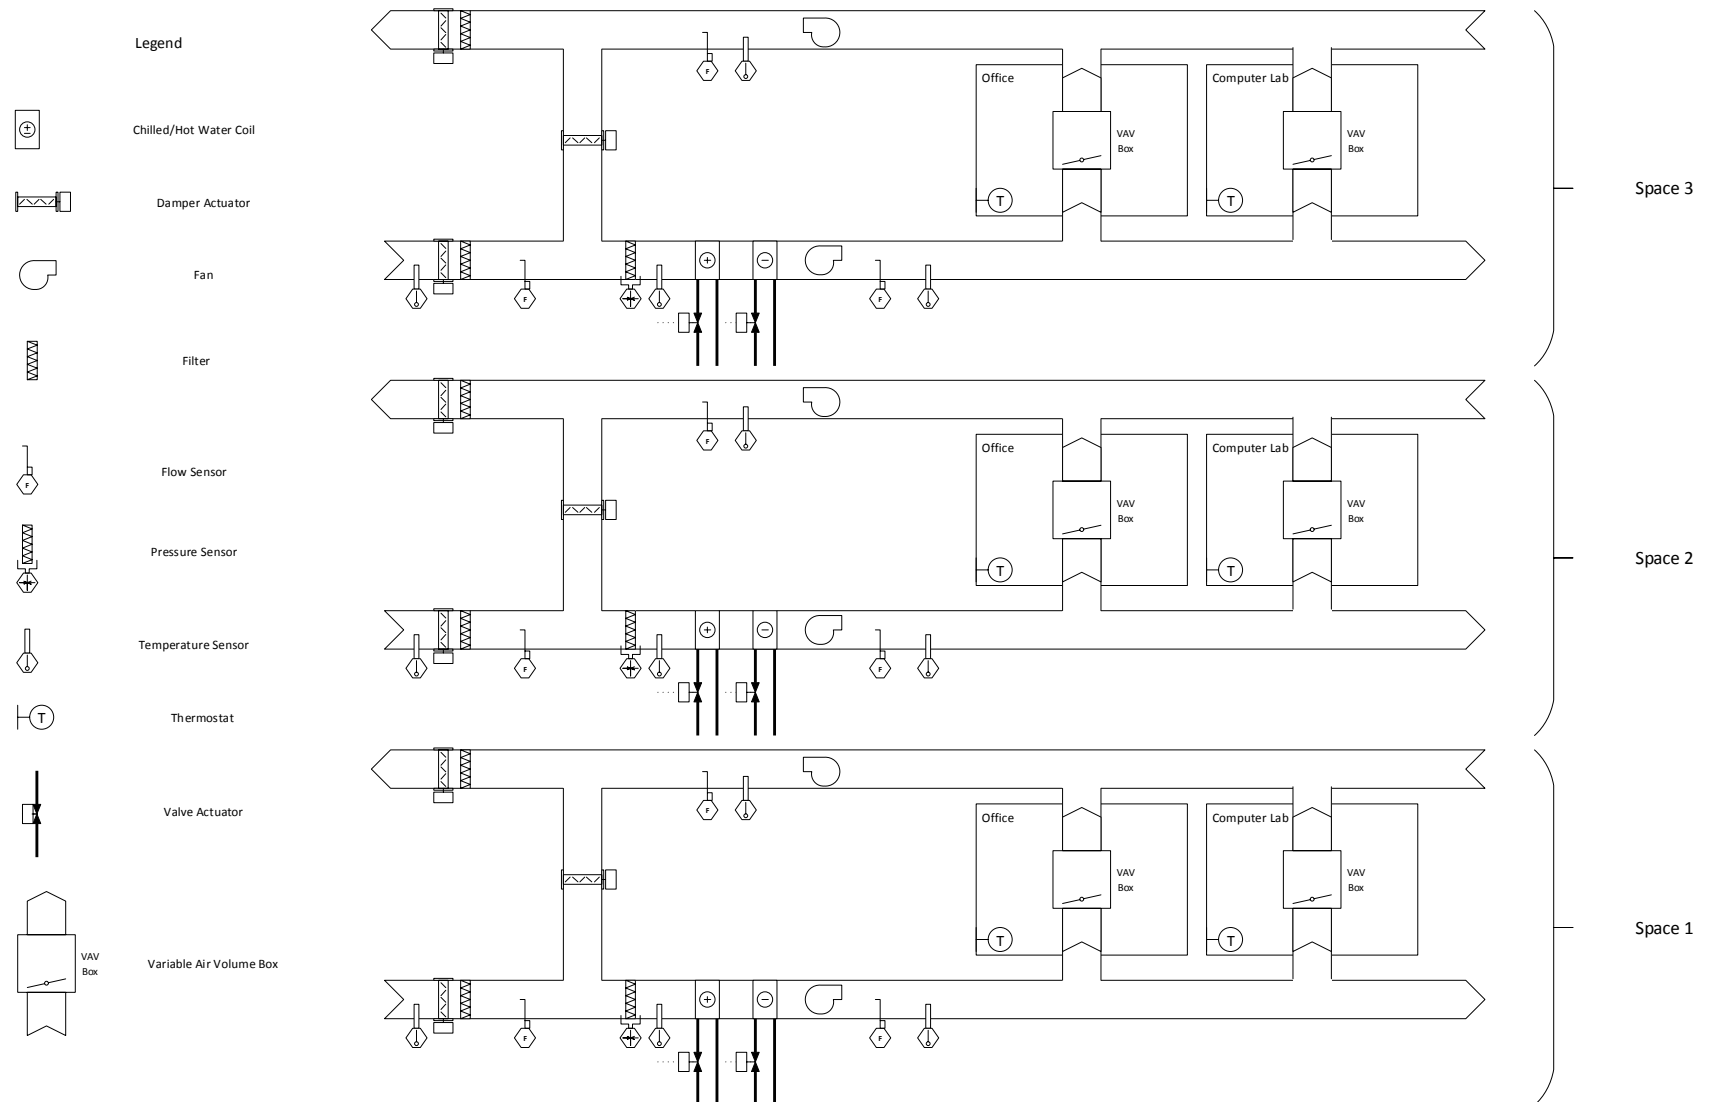 Legend
Chilled/Hot Water Coil
Damper Actuator
Fan
Filter
Flow Sensor
F
Pressure Sensor
Temperature Sensor
Thermostat
T
Valve Actuator
Variable Air Volume Box
VAV
Box
F
Office
VAV
Box
T
Computer Lab
VAV
Box
T
F
F
Space 3
F
Office
VAV
Box
T
Computer Lab
VAV
Box
T
F
F
Space 2
F
Office
VAV
Box
T
Computer Lab
VAV
Box
T
F
F
Space 1